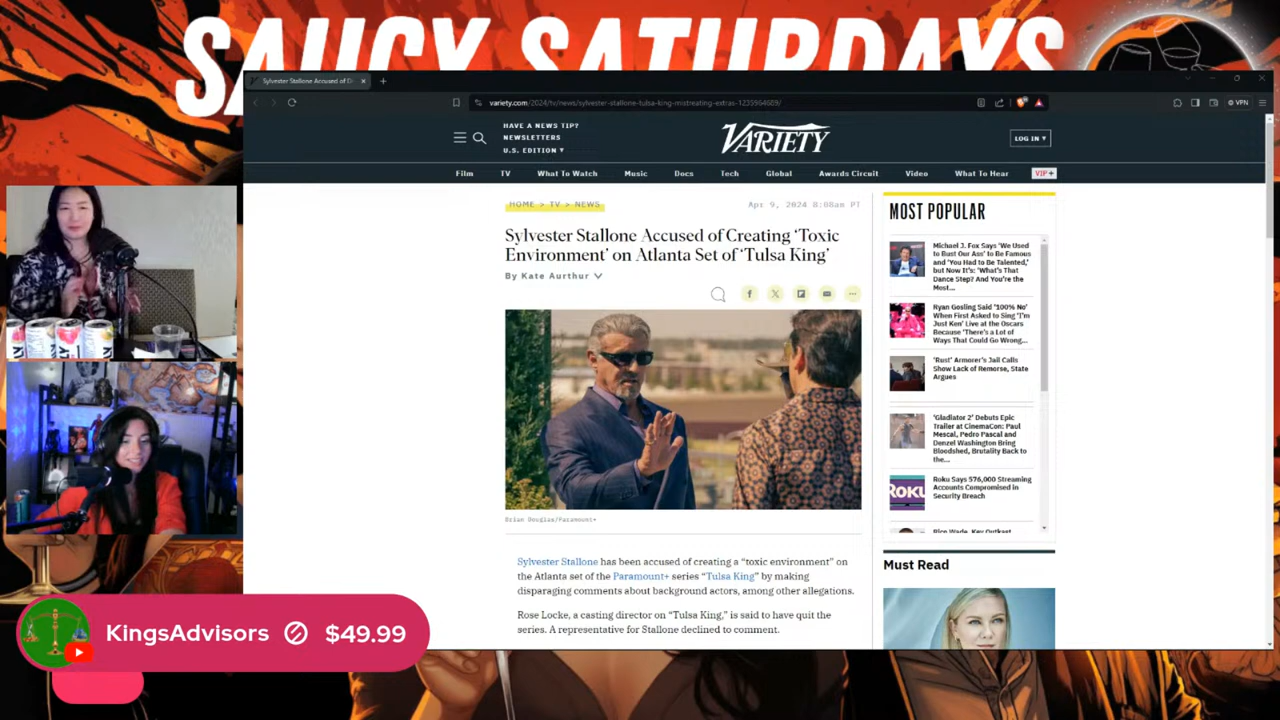 SAUCY SATURDAYS
Sylvester Stallone Accused of
variety.com/2024/tv/news/sylvester-stallone-tulsa-king-mistreating-extras-1235964689/
VPN
HAVE A NEWS TIP?
NEWSLETTERS
U.S. EDITION
VARIETY
LOG IN
Film TV What To Watch Music Docs Tech Global Awards Circuit Video What To Hear VIP+
HOME > TV > NEWS
Apr 9, 2024 8:08am PT
Sylvester Stallone Accused of Creating ‘Toxic
Environment’ on Atlanta Set of ‘Tulsa King’
By Kate Aurthur
Brian Douglas/Paramount+
Sylvester Stallone has been accused of creating a “toxic environment” on
the Atlanta set of the Paramount+ series “Tulsa King” by making
disparaging comments about background actors, among other allegations.
Rose Locke, a casting director on “Tulsa King,” is said to have quit the
series. A representative for Stallone declined to comment.
MOST POPULAR
Michael J. Fox Says ‘We Used
to Bust Our Ass’ to Be Famous
and ‘You Had to Be Talented,’
but Now It’s: ‘What’s That
Dance Step? And You’re the
Most...
Ryan Gosling Said ‘100% No’
When First Asked to Sing ‘I’m
Just Ken’ Live at the Oscars
Because ‘There’s a Lot of
Ways That Could Go Wrong...
‘Rust’ Armorer’s Jail Calls
Show Lack of Remorse, State
Argues
‘Gladiator 2’ Debuts Epic
Trailer at CinemaCon: Paul
Mescal, Pedro Pascal and
Denzel Washington Bring
Bloodshed, Brutality Back to
the...
ROKU
Roku Says 576,000 Streaming
Accounts Compromised in
Security Breach
Rico Wade, Key Outkast
Must Read
KingsAdvisors $49.99